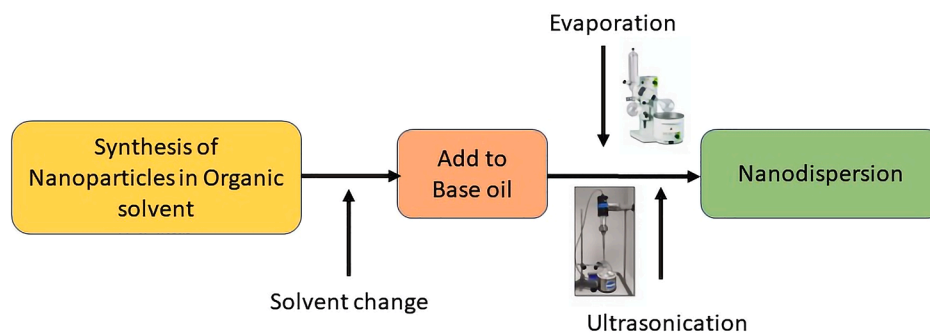 Evaporation
Synthesis of
Nanoparticles in Organic
solvent
Add to
Base oil
Nanodispersion
Solvent change
Ultrasonication